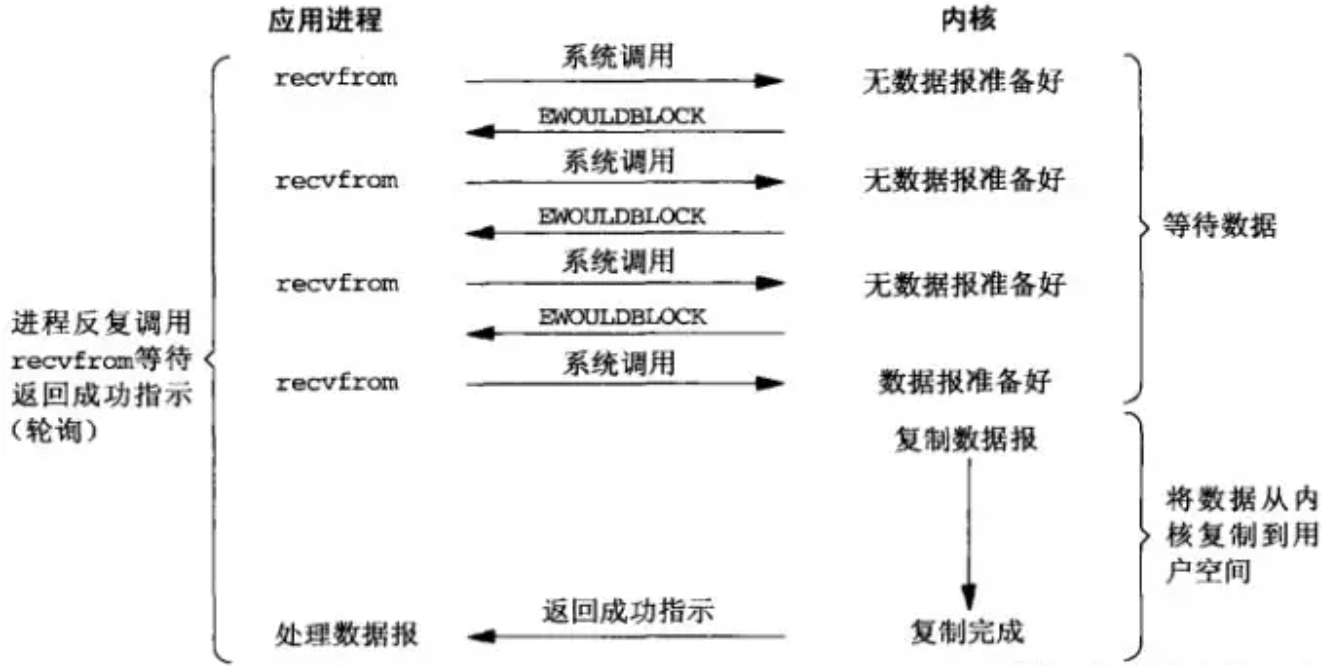 应用进程
内核
recvfrom
系统调用
无数据报准备好
EWOULDBLOCK
recvfrom
系统调用
无数据报准备好
EWOULDBLOCK
recvfrom
系统调用
无数据报准备好
EWOULDBLOCK
recvfrom
系统调用
数据报准备好
等待数据
进程反复调用
recvfrom等待
返回成功指示
（轮询）
复制数据报
将数据从内
核复制到用
户空间
处理数据报
返回成功指示
复制完成